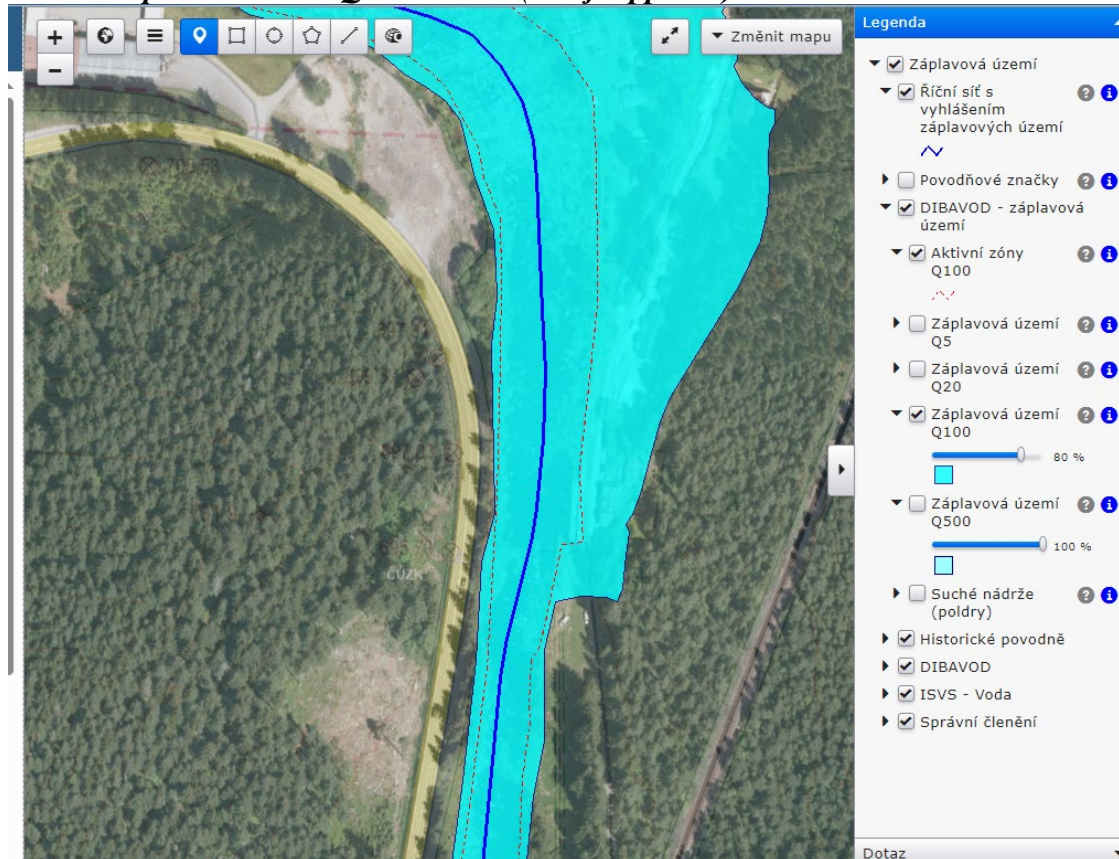 Změnit mapu
Legenda
Záplavová území
Říční síť s
vyhlášením
záplavových území
Povodňové značky
DIBAVOD - záplavová
území
Aktivní zóny
Q100
Záplavová území
Q5
Záplavová území
Q20
Záplavová území
Q100
80 %
Záplavová území
Q500
100 %
Suché nádrže
(poldry)
Historické povodně
DIBAVOD
ISVS - Voda
Správní členění
Dotaz
ČÚZK